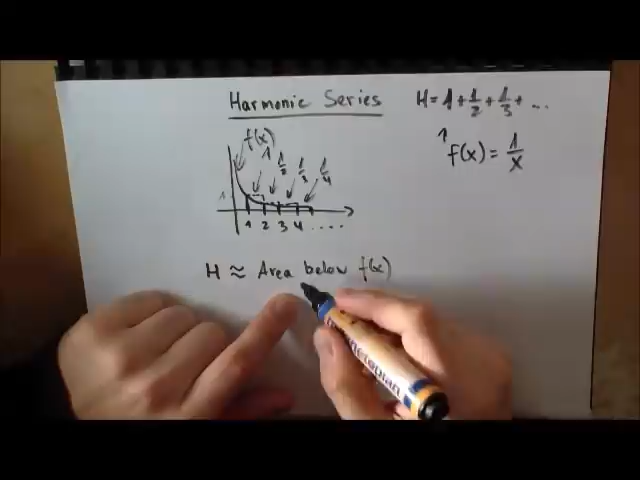 Harmonic Series
H = 1 + 1/2 + 1/3 + ...
f(x) = 1/x
f(x)
1 1/2 1/3 1/4
1
1 2 3 4 ....
H ≈ Area below f(x)